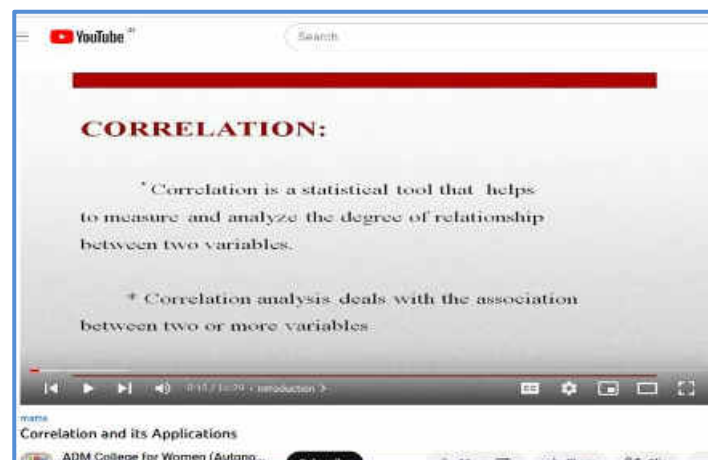 YouTube
Search
CORRELATION:
* Correlation is a statistical tool that helps
to measure and analyze the degree of relationship
between two variables.
* Correlation analysis deals with the association
between two or more variables
Introduction >
Correlation and its Applications
ADM College for Women (Autono...